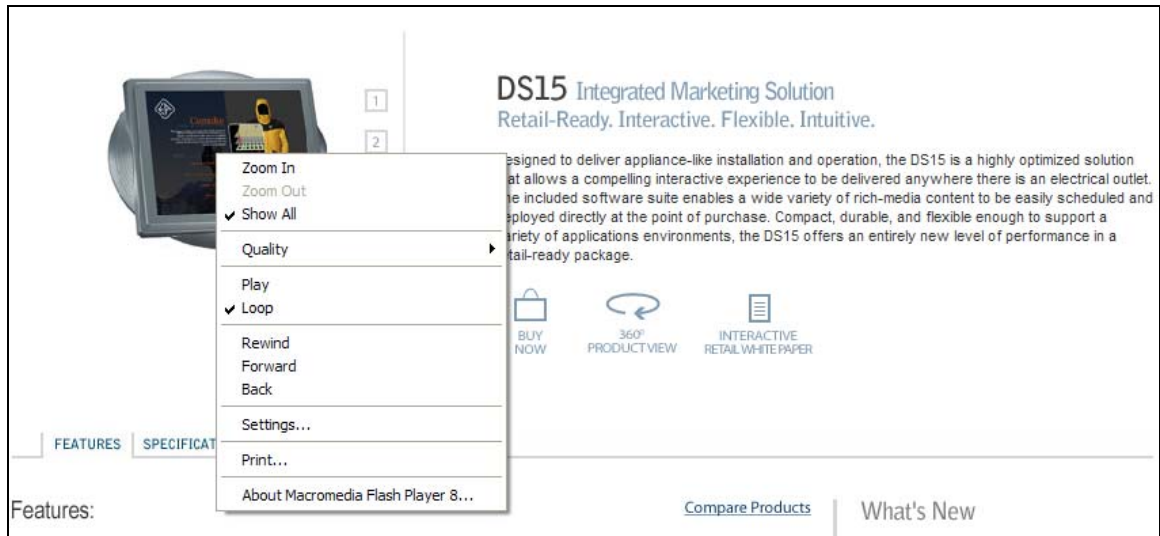 1
2
DS15 Integrated Marketing Solution
Retail-Ready. Interactive. Flexible. Intuitive.
to deliver appliance-like installation and operation, the DS15 is a highly optimized solution
allows a compelling interactive experience to be delivered anywhere there is an electrical outlet.
included software suite enables a wide variety of rich-media content to be easily scheduled and
directly at the point of purchase. Compact, durable, and flexible enough to support a
of applications environments, the DS15 offers an entirely new level of performance in a
package.
Zoom In
Zoom Out
Show All
Quality
Play
Loop
Rewind
Forward
Back
Settings...
Print...
About Macromedia Flash Player 8...
BUY
NOW
360°
PRODUCT VIEW
INTERACTIVE
RETAIL WHITE PAPER
FEATURES
SPECIFICAT
Features:
Compare Products
What's New